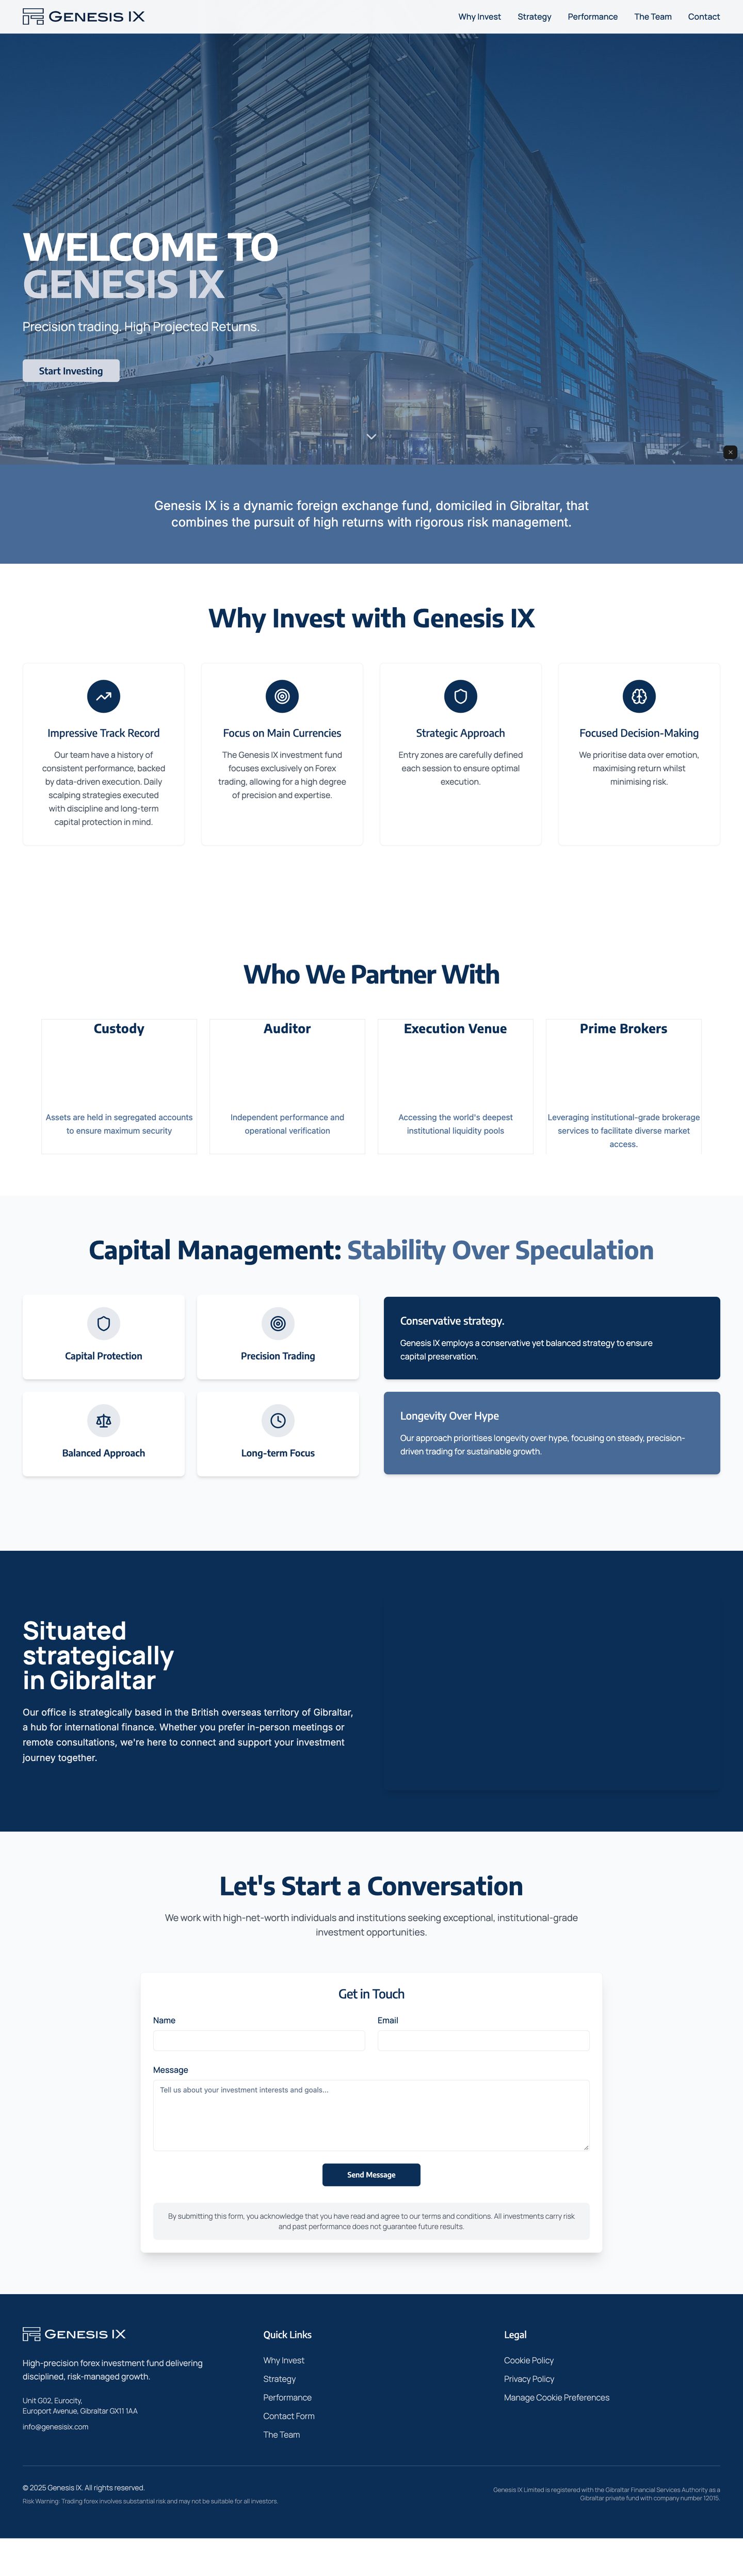 GENESIS IX
Why Invest
Strategy
Performance
The Team
Contact
WELCOME TO
GENESIS IX
Precision trading. High Projected Returns.
Start Investing
Genesis IX is a dynamic foreign exchange fund, domiciled in Gibraltar, that
combines the pursuit of high returns with rigorous risk management.
Why Invest with Genesis IX
Impressive Track Record
Our team have a history of
consistent performance, backed
by data-driven execution. Daily
scalping strategies executed
with discipline and long-term
capital protection in mind.
Focus on Main Currencies
The Genesis IX investment fund
focuses exclusively on Forex
trading, allowing for a high degree
of precision and expertise.
Strategic Approach
Entry zones are carefully defined
each session to ensure optimal
execution.
Focused Decision-Making
We prioritise data over emotion,
maximising return whilst
minimising risk.
Who We Partner With
Custody
Assets are held in segregated accounts
to ensure maximum security
Auditor
Independent performance and
operational verification
Execution Venue
Accessing the world's deepest
institutional liquidity pools
Prime Brokers
Leveraging institutional-grade brokerage
services to facilitate diverse market
access.
Capital Management: Stability Over Speculation
Capital Protection
Precision Trading
Balanced Approach
Long-term Focus
Conservative strategy.
Genesis IX employs a conservative yet balanced strategy to ensure
capital preservation.
Longevity Over Hype
Our approach prioritises longevity over hype, focusing on steady, precision-
driven trading for sustainable growth.
Situated
strategically
in Gibraltar
Our office is strategically based in the British overseas territory of Gibraltar,
a hub for international finance. Whether you prefer in-person meetings or
remote consultations, we're here to connect and support your investment
journey together.
Let's Start a Conversation
We work with high-net-worth individuals and institutions seeking exceptional, institutional-grade
investment opportunities.
Get in Touch
Name
Email
Message
Tell us about your investment interests and goals...
Send Message
By submitting this form, you acknowledge that you have read and agree to our terms and conditions. All investments carry risk
and past performance does not guarantee future results.
GENESIS IX
High-precision forex investment fund delivering
disciplined, risk-managed growth.
Unit G02, Eurocity,
Europort Avenue, Gibraltar GX11 1AA
info@genesisix.com
Quick Links
Why Invest
Strategy
Performance
Contact Form
The Team
Legal
Cookie Policy
Privacy Policy
Manage Cookie Preferences
© 2025 Genesis IX. All rights reserved.
Risk Warning: Trading forex involves substantial risk and may not be suitable for all investors.
Genesis IX Limited is registered with the Gibraltar Financial Services Authority as a
Gibraltar private fund with company number 12015.